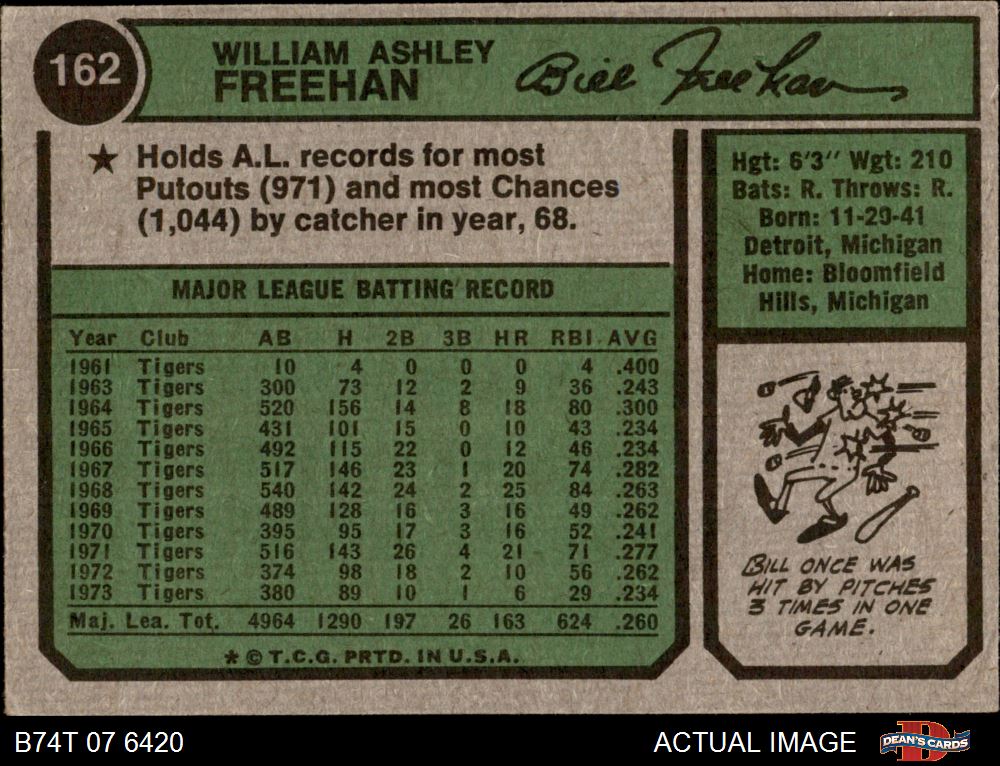 162
WILLIAM ASHLEY
FREEHAN
Bill Freehan
★ Holds A.L. records for most
Putouts (971) and most Chances
(1,044) by catcher in year, 68.
Hgt: 6'3" Wgt: 210
Bats: R. Throws: R.
Born: 11-29-41
Detroit, Michigan
Home: Bloomfield
Hills, Michigan
MAJOR LEAGUE BATTING RECORD
Year Club AB H 2B 3B HR RBI AVG
1961 Tigers 10 4 0 0 0 4 .400
1963 Tigers 300 73 12 2 9 36 .243
1964 Tigers 520 156 14 8 18 80 .300
1965 Tigers 431 101 15 0 10 43 .234
1966 Tigers 492 115 22 0 12 46 .234
1967 Tigers 517 146 23 1 20 74 .282
1968 Tigers 540 142 24 2 25 84 .263
1969 Tigers 489 128 16 3 16 49 .262
1970 Tigers 395 95 17 3 16 52 .241
1971 Tigers 516 143 26 4 21 71 .277
1972 Tigers 374 98 18 2 10 56 .262
1973 Tigers 380 89 10 1 6 29 .234
Maj. Lea. Tot. 4964 1290 197 26 163 624 .260
* © T.C.G. PRTD. IN U.S.A.
BILL ONCE WAS
HIT BY PITCHES
3 TIMES IN ONE
GAME.
B74T 07 6420
ACTUAL IMAGE
DEAN'S CARDS